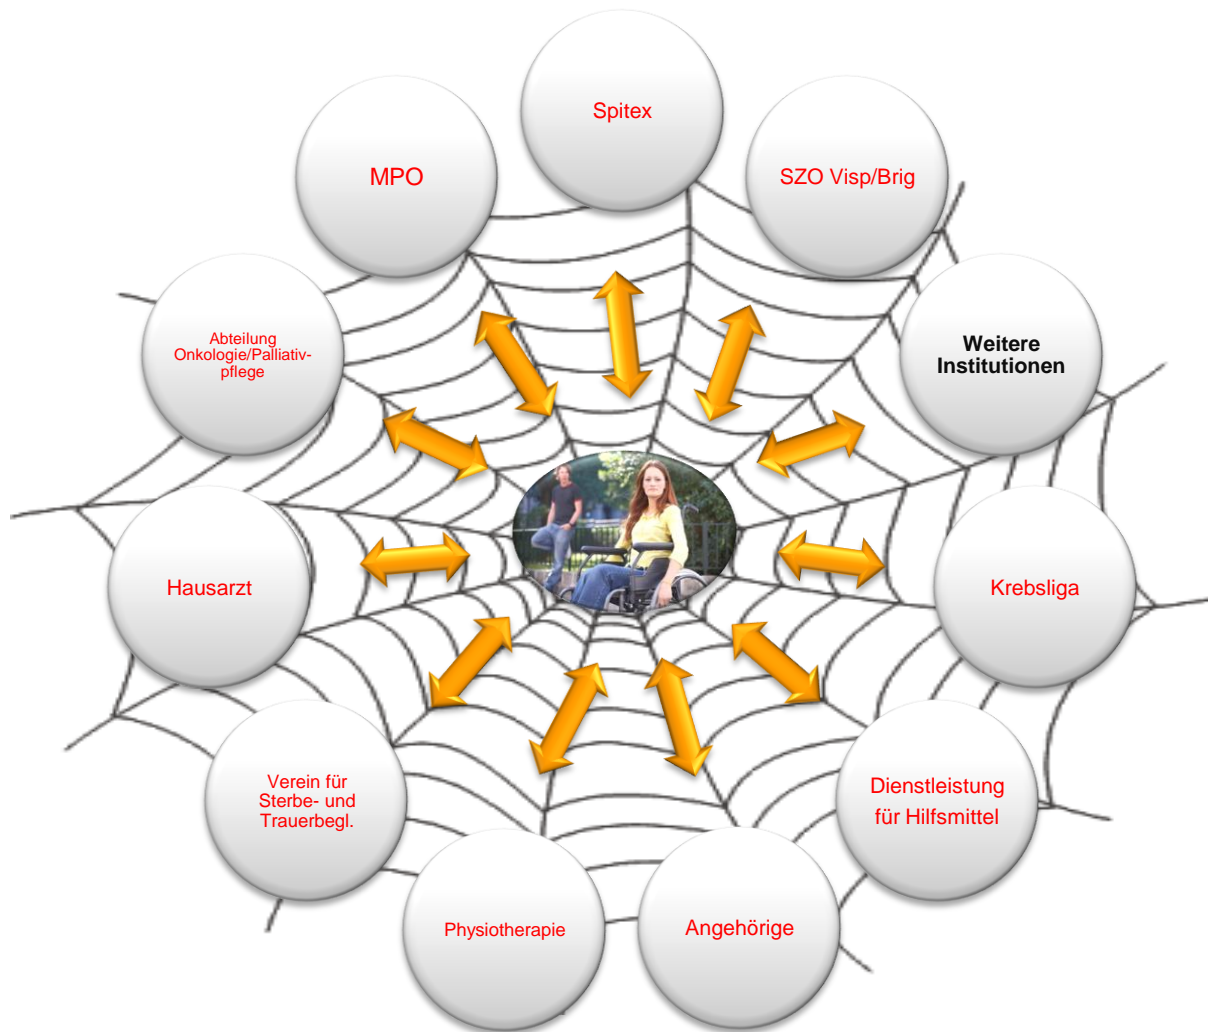 Spitex
MPO
SZO Visp/Brig
Abteilung
Onkologie/Palliativ-
pflege
Weitere
Institutionen
Hausarzt
Krebsliga
Verein für
Sterbe- und
Trauerbegl.
Dienstleistung
für Hilfsmittel
Physiotherapie
Angehörige